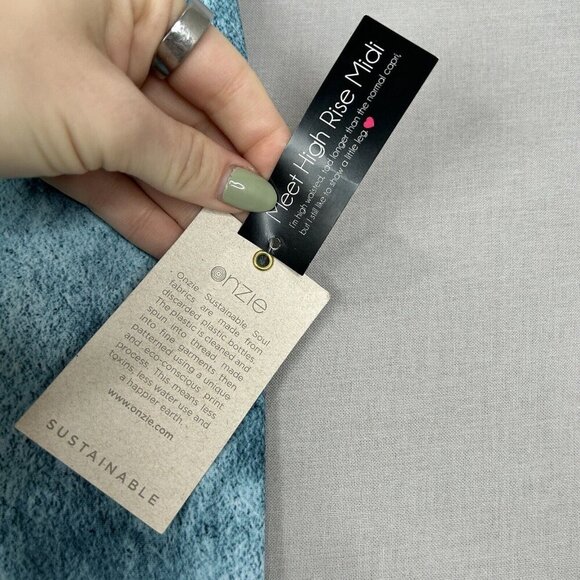 Meet High Rise Midi
I'm high waisted, tad longer than the normal capri,
but I still like to show a little leg.
onzie
Onzie Sustainable Soul
fabrics are made from
discarded plastic bottles.
The plastic is cleaned and
spun into thread, made
into fine garments then
patterned using a unique
and eco-conscious print
process. This means less
toxins, less water use and
a happier earth.
www.onzie.com
SUSTAINABLE